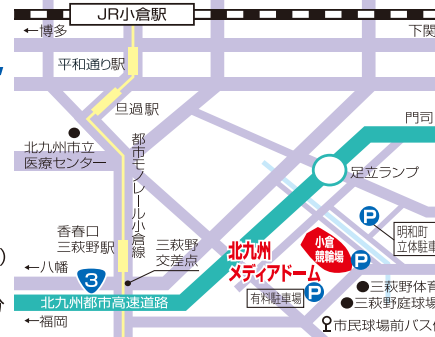 JR小倉駅
←博多
下関
平和通り駅
旦過駅
門司
北九州市立
医療センター
都市モノレール小倉線
足立ランプ
P
明和町
立体駐車
香春口
三萩野駅
三萩野
交差点
北九州
メディアドーム
小倉
競輪場
P
)
←八幡
3
有料駐車場
P
●三萩野体育
●三萩野庭球場
分
北九州都市高速道路
←福岡
市民球場前バス停